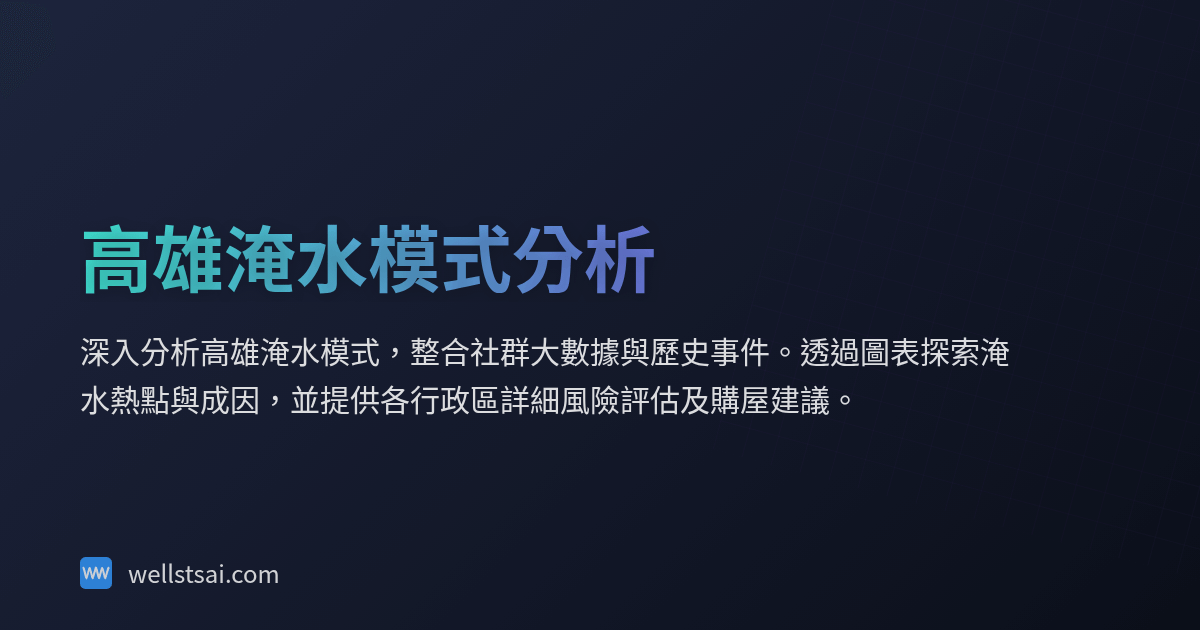 高雄淹水模式分析
深入分析高雄淹水模式，整合社群大數據與歷史事件。透過圖表探索淹
水熱點與成因，並提供各行政區詳細風險評估及購屋建議。
wellstsai.com